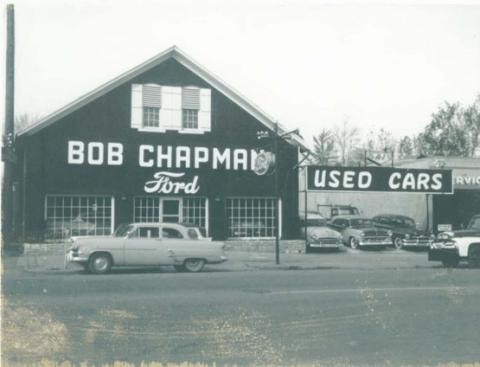 BOB CHAPMAN
Ford
USED CARS